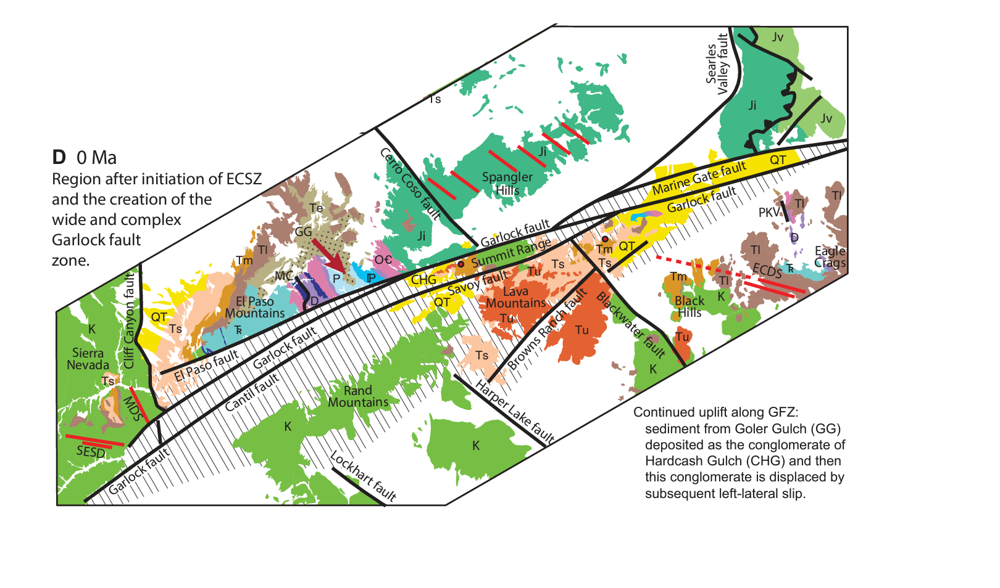 D 0 Ma
Region after initiation of ECSZ
and the creation of the
wide and complex
Garlock fault
zone.
Ts
Searles
Valley fault
Jv
Ji
Jv
Cerro Coso fault
Ji
Spangler
Hills
Ji
Te
GG
Tl
Tm
MC
OЄ
P
IP
D
El Paso
Mountains
TR
QT
Ts
K
Sierra
Nevada
Cliff Canyon fault
Ts
MDS
SESD
El Paso fault
Garlock fault
Cantil fault
Garlock fault
CHG
Savoy fault
QT
Garlock fault
Summit Range
Marine Gate fault
QT
Garlock fault
Tm
QT
Ts
Ts
Tu
Lava
Mountains
Tu
Tu
Browns Ranch fault
Blackwater fault
Ts
Rand
Mountains
K
K
Harper Lake fault
Lockhart fault
PKV
Tl
Tl
D
Tl
Eagle
Crags
ECDS
TR
Tm
Tl
K
Black
Hills
Tu
K
Continued uplift along GFZ:
sediment from Goler Gulch (GG)
deposited as the conglomerate of
Hardcash Gulch (CHG) and then
this conglomerate is displaced by
subsequent left-lateral slip.